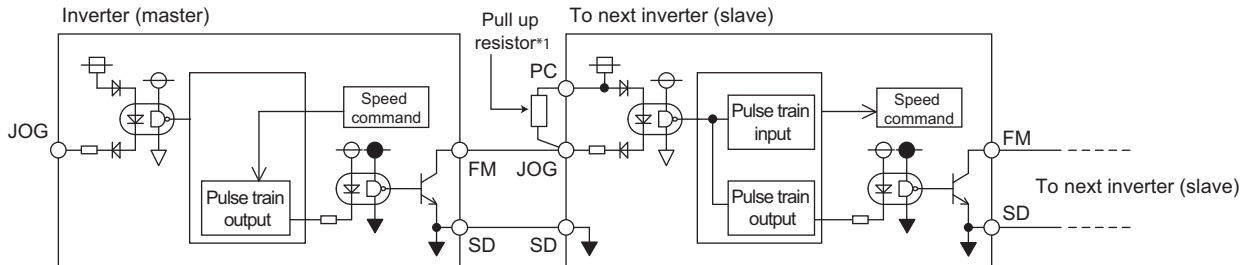 Inverter (master)
Pull up
resistor*1
To next inverter (slave)
PC
JOG
Speed
command
Pulse train
output
FM
SD
JOG
SD
Pulse train
input
Pulse train
output
Speed
command
FM
SD
To next inverter (slave)